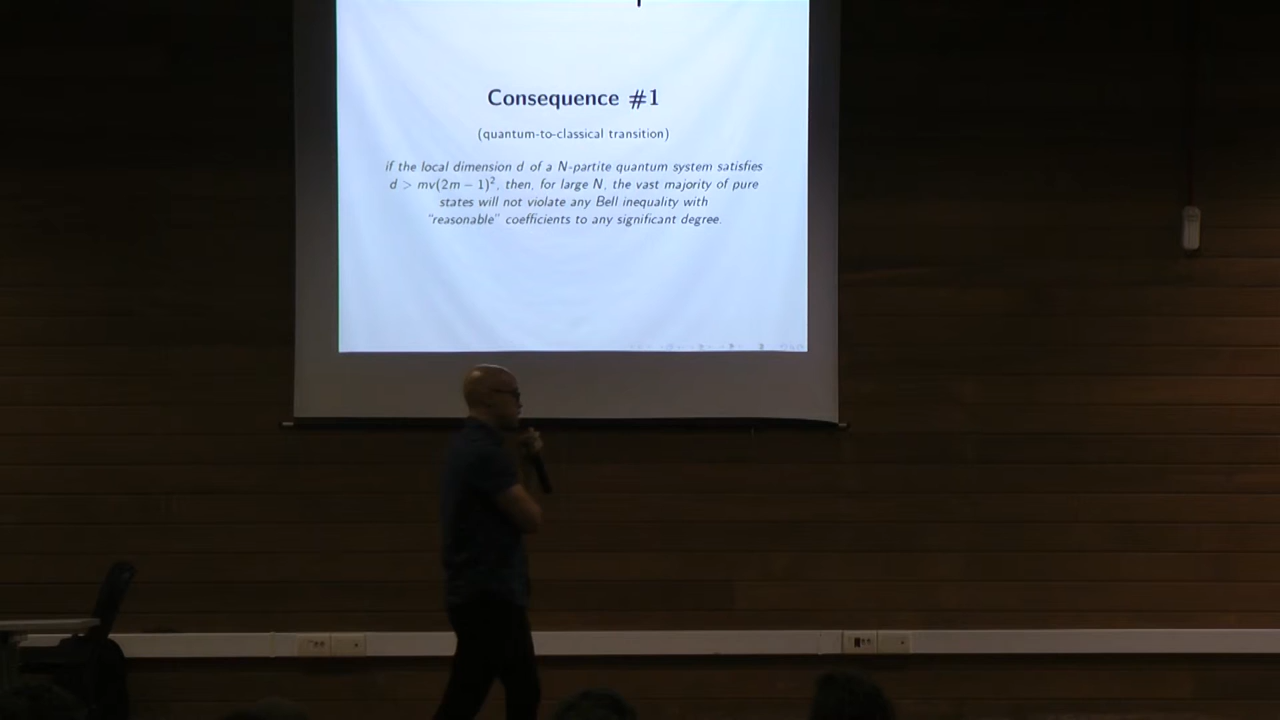 Consequence #1
(quantum-to-classical transition)
if the local dimension d of a N-partite quantum system satisfies
d > mv(2m − 1)², then, for large N, the vast majority of pure
states will not violate any Bell inequality with
"reasonable" coefficients to any significant degree.